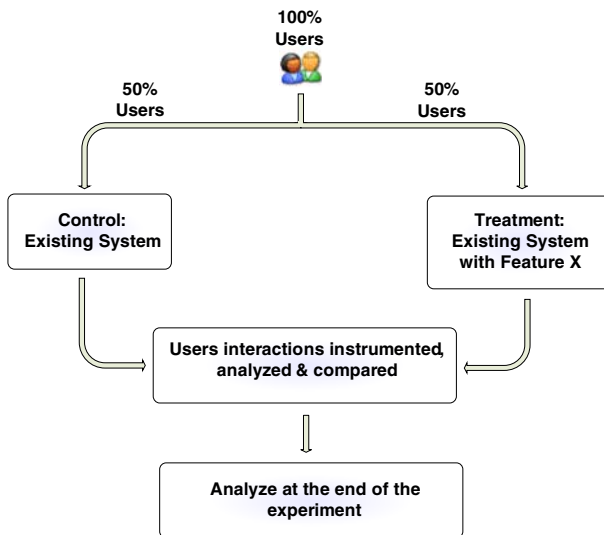 100%
Users
50%
Users
50%
Users
Control:
Existing System
Treatment:
Existing System
with Feature X
Users interactions instrumented,
analyzed & compared
Analyze at the end of the
experiment